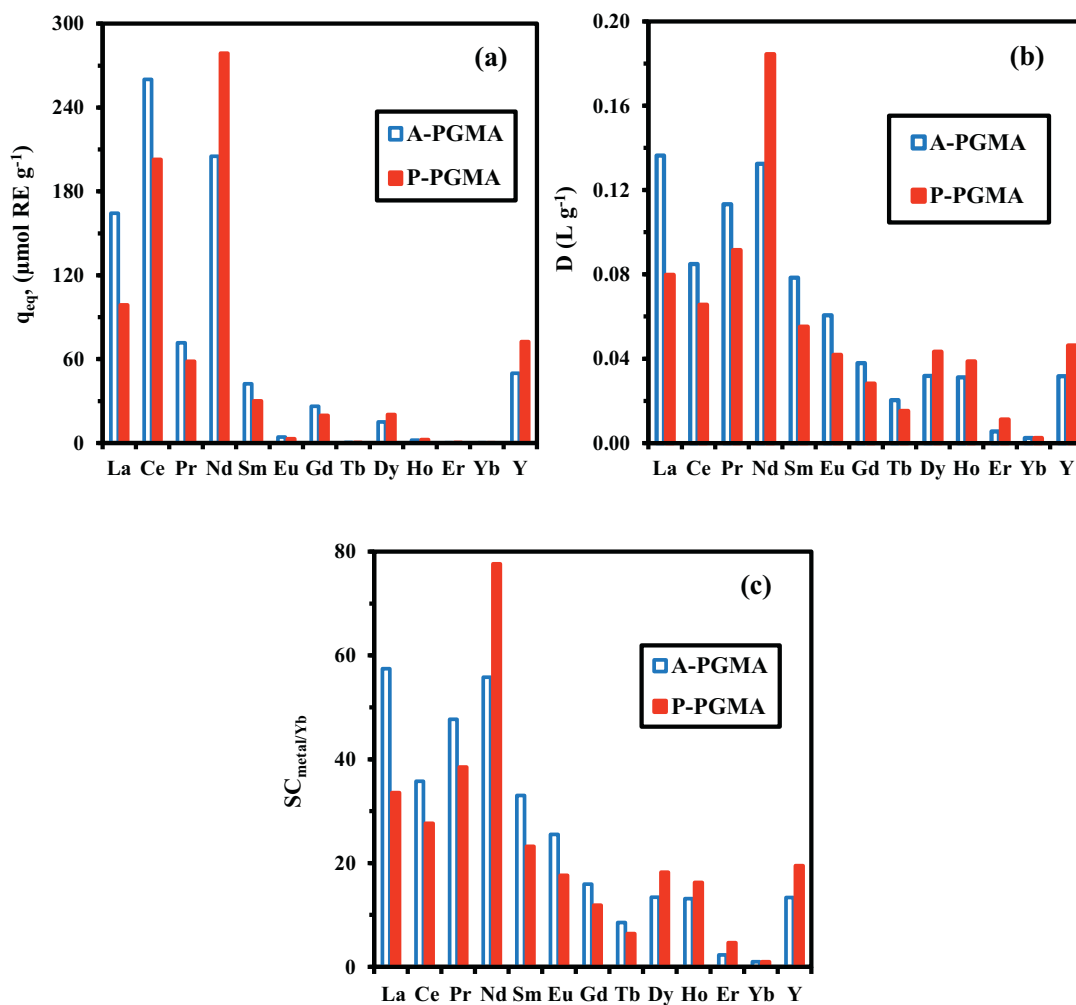 300
240
180
120
60
0
q_eq, (µmol RE g⁻¹)
(a)
A-PGMA
P-PGMA
La Ce Pr Nd Sm Eu Gd Tb Dy Ho Er Yb Y
0.20
0.16
0.12
0.08
0.04
0.00
D (L g⁻¹)
(b)
A-PGMA
P-PGMA
La Ce Pr Nd Sm Eu Gd Tb Dy Ho Er Yb Y
80
60
40
20
0
SC_metal/Yb
(c)
A-PGMA
P-PGMA
La Ce Pr Nd Sm Eu Gd Tb Dy Ho Er Yb Y